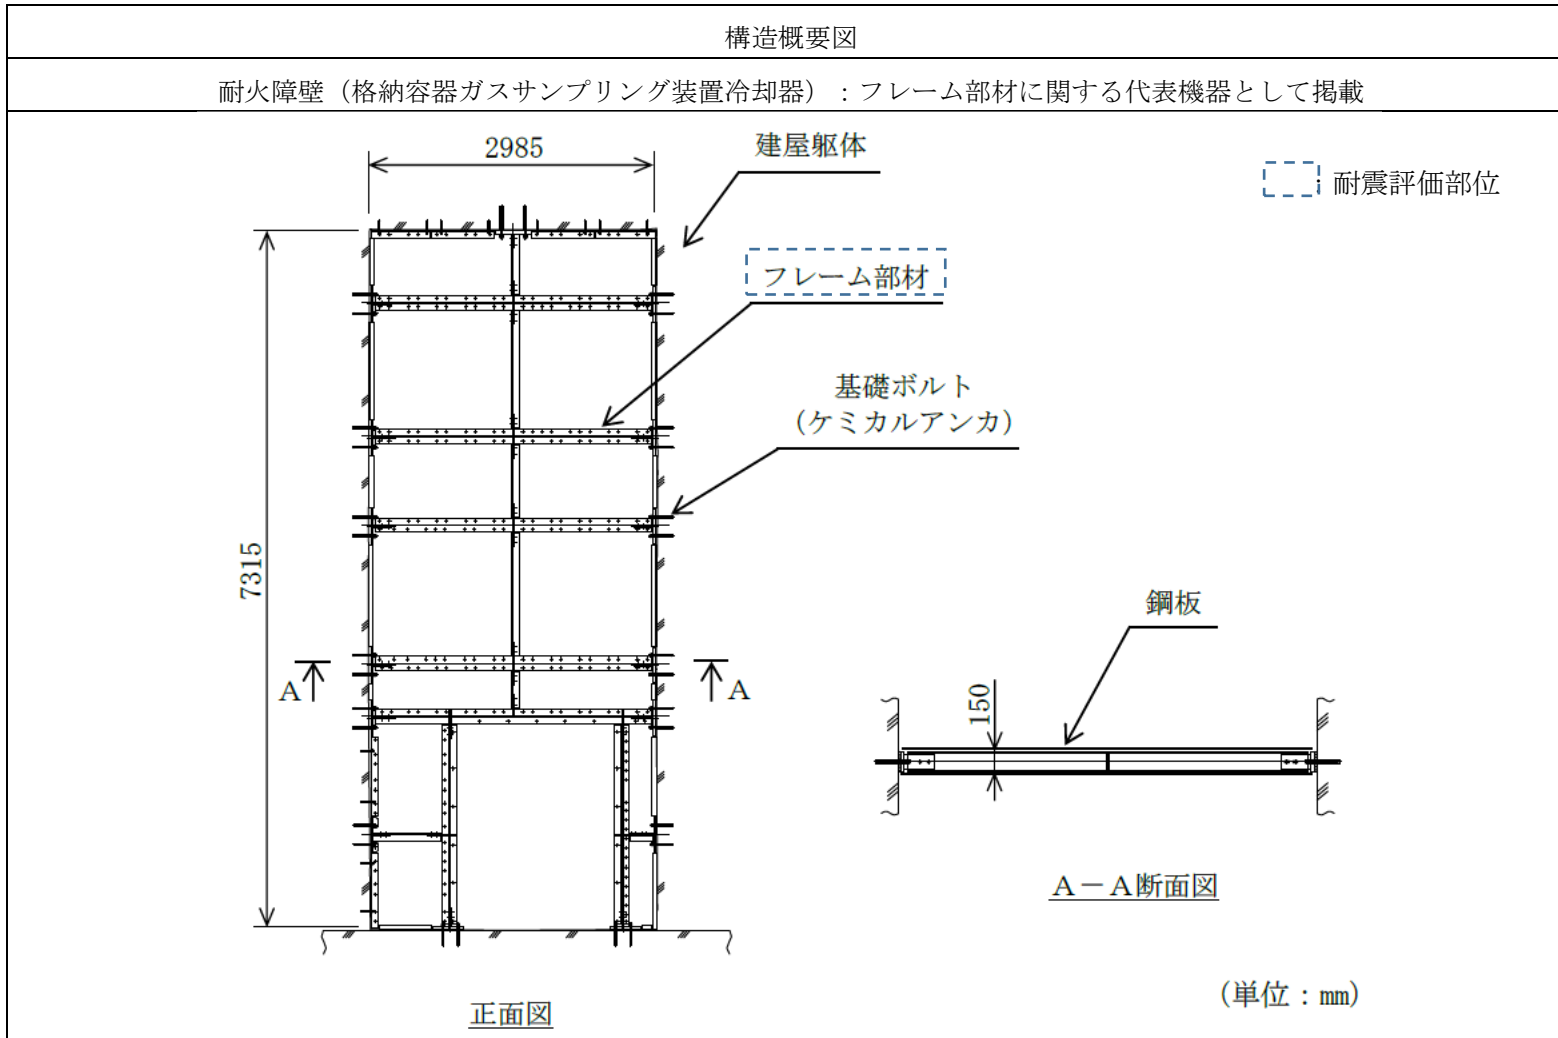 構造概要図
耐火障壁（格納容器ガスサンプリング装置冷却器）：フレーム部材に関する代表機器として掲載
2985
建屋躯体
：耐震評価部位
フレーム部材
基礎ボルト
（ケミカルアンカ）
7315
鋼板
A
A
150
A－A断面図
（単位：㎜）
正面図